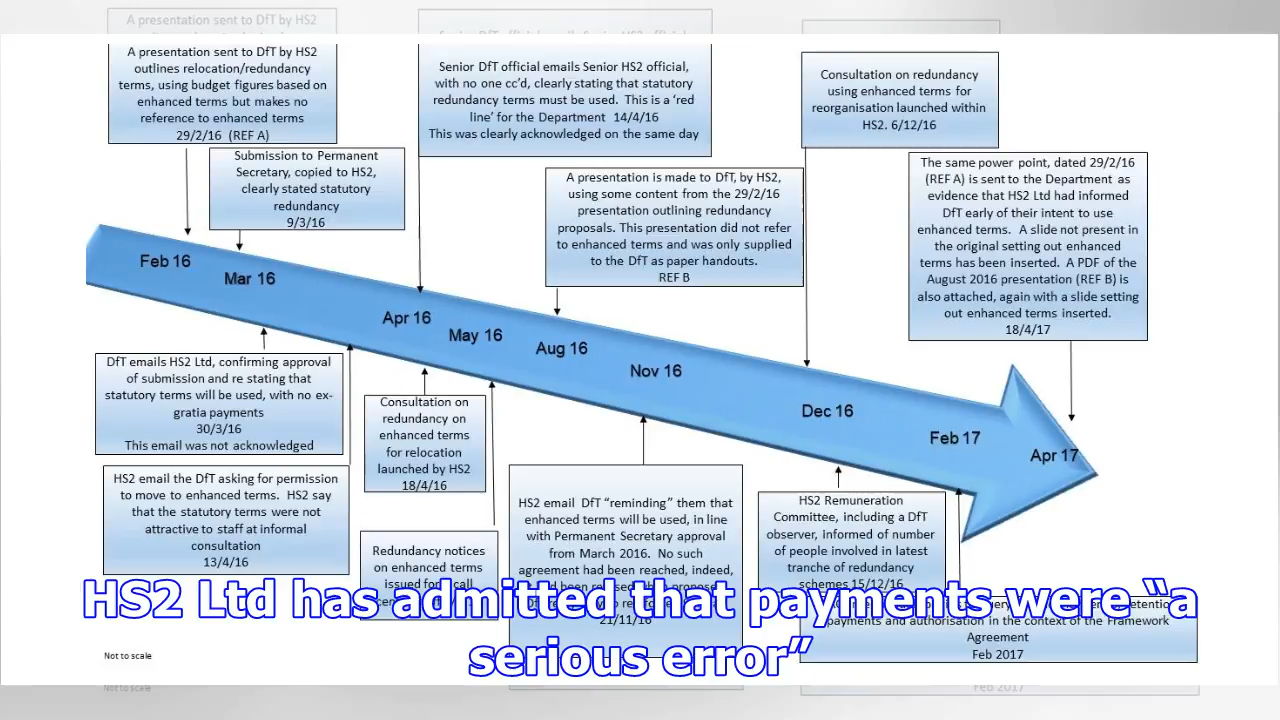 A presentation sent to DfT by HS2
A presentation sent to DfT by HS2
outlines relocation/redundancy
terms, using budget figures based on
enhanced terms but makes no
reference to enhanced terms
29/2/16 (REF A)
Submission to Permanent
Secretary, copied to HS2,
clearly stated statutory
redundancy
9/3/16
Senior DfT official emails Senior HS2 official,
with no one cc’d, clearly stating that statutory
redundancy terms must be used. This is a ‘red
line’ for the Department 14/4/16
This was clearly acknowledged on the same day
A presentation is made to DfT, by HS2,
using some content from the 29/2/16
presentation outlining redundancy
proposals. This presentation did not refer
to enhanced terms and was only supplied
to the DfT as paper handouts.
REF B
Consultation on redundancy
using enhanced terms for
reorganisation launched within
HS2. 6/12/16
The same power point, dated 29/2/16
(REF A) is sent to the Department as
evidence that HS2 Ltd had informed
DfT early of their intent to use
enhanced terms. A slide not present in
the original setting out enhanced
terms has been inserted. A PDF of the
August 2016 presentation (REF B) is
also attached, again with a slide setting
out enhanced terms inserted.
18/4/17
Feb 16
Mar 16
Apr 16
May 16
Aug 16
Nov 16
Dec 16
Feb 17
Apr 17
DfT emails HS2 Ltd, confirming approval
of submission and re stating that
statutory terms will be used, with no ex-
gratia payments
30/3/16
This email was not acknowledged
HS2 email the DfT asking for permission
to move to enhanced terms. HS2 say
that the statutory terms were not
attractive to staff at informal
consultation
13/4/16
Consultation on
redundancy on
enhanced terms
for relocation
launched by HS2
18/4/16
Redundancy notices
on enhanced terms
issued for call
HS2 email DfT “reminding” them that
enhanced terms will be used, in line
with Permanent Secretary approval
from March 2016. No such
agreement had been reached, indeed,
21/11/16
HS2 Remuneration
Committee, including a DfT
observer, informed of number
of people involved in latest
tranche of redundancy
schemes 15/12/16
payments and authorisation in the context of the Framework
Agreement
Feb 2017
HS2 Ltd has admitted that payments were “a
serious error”
Not to scale
Not to scale
Feb 2017